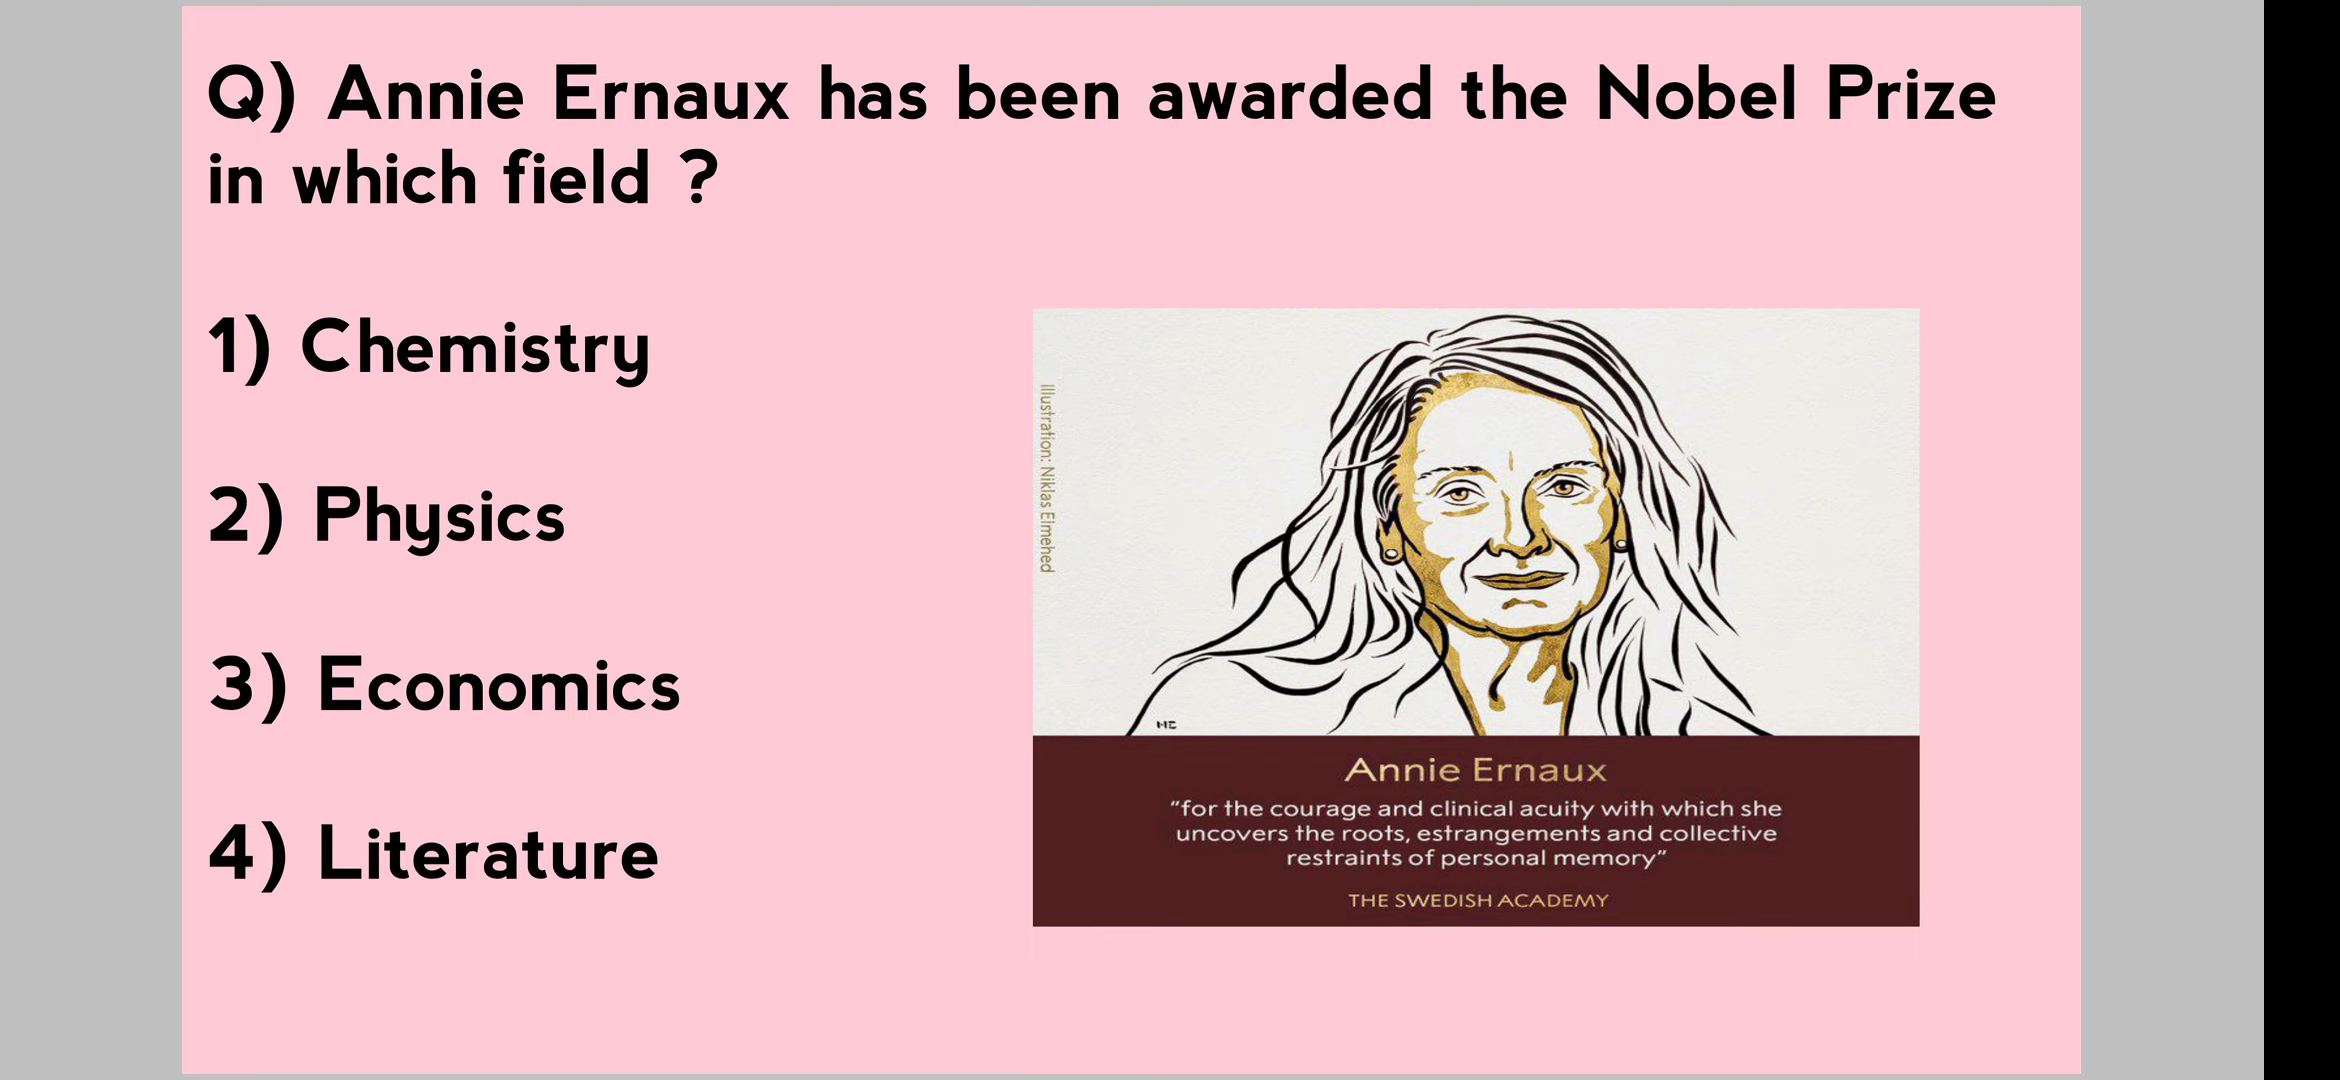 Q) Annie Ernaux has been awarded the Nobel Prize
in which field ?
1) Chemistry
2) Physics
3) Economics
4) Literature
Illustration: Niklas Elmehed
Annie Ernaux
“for the courage and clinical acuity with which she
uncovers the roots, estrangements and collective
restraints of personal memory”
THE SWEDISH ACADEMY